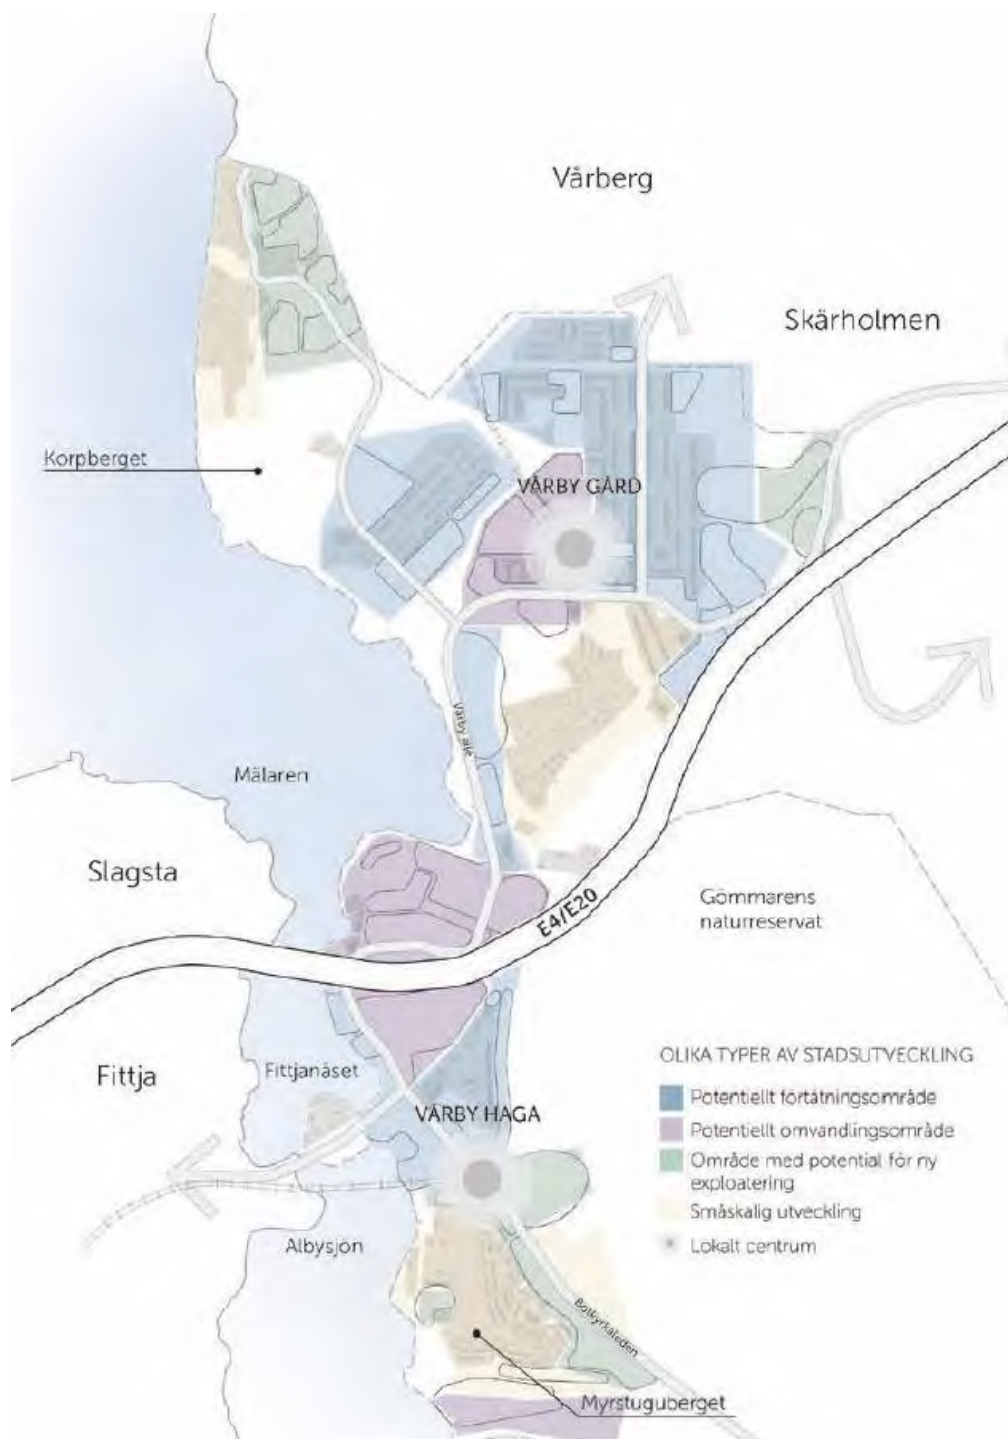 Vårberg
Skärholmen
Korpberget
VÅRBY GÅRD
Vårby allé
Mälaren
Slagsta
E4/E20
Gömmarens
naturreservat
OLIKA TYPER AV STADSUTVECKLING
Fittja
Fittjanäset
Potentiellt förtätningsområde
VÅRBY HAGA
Potentiellt omvandlingsområde
Område med potential för ny
exploatering
Småskalig utveckling
Albysjön
Lokalt centrum
Botkyrkaleden
Myrstuguberget